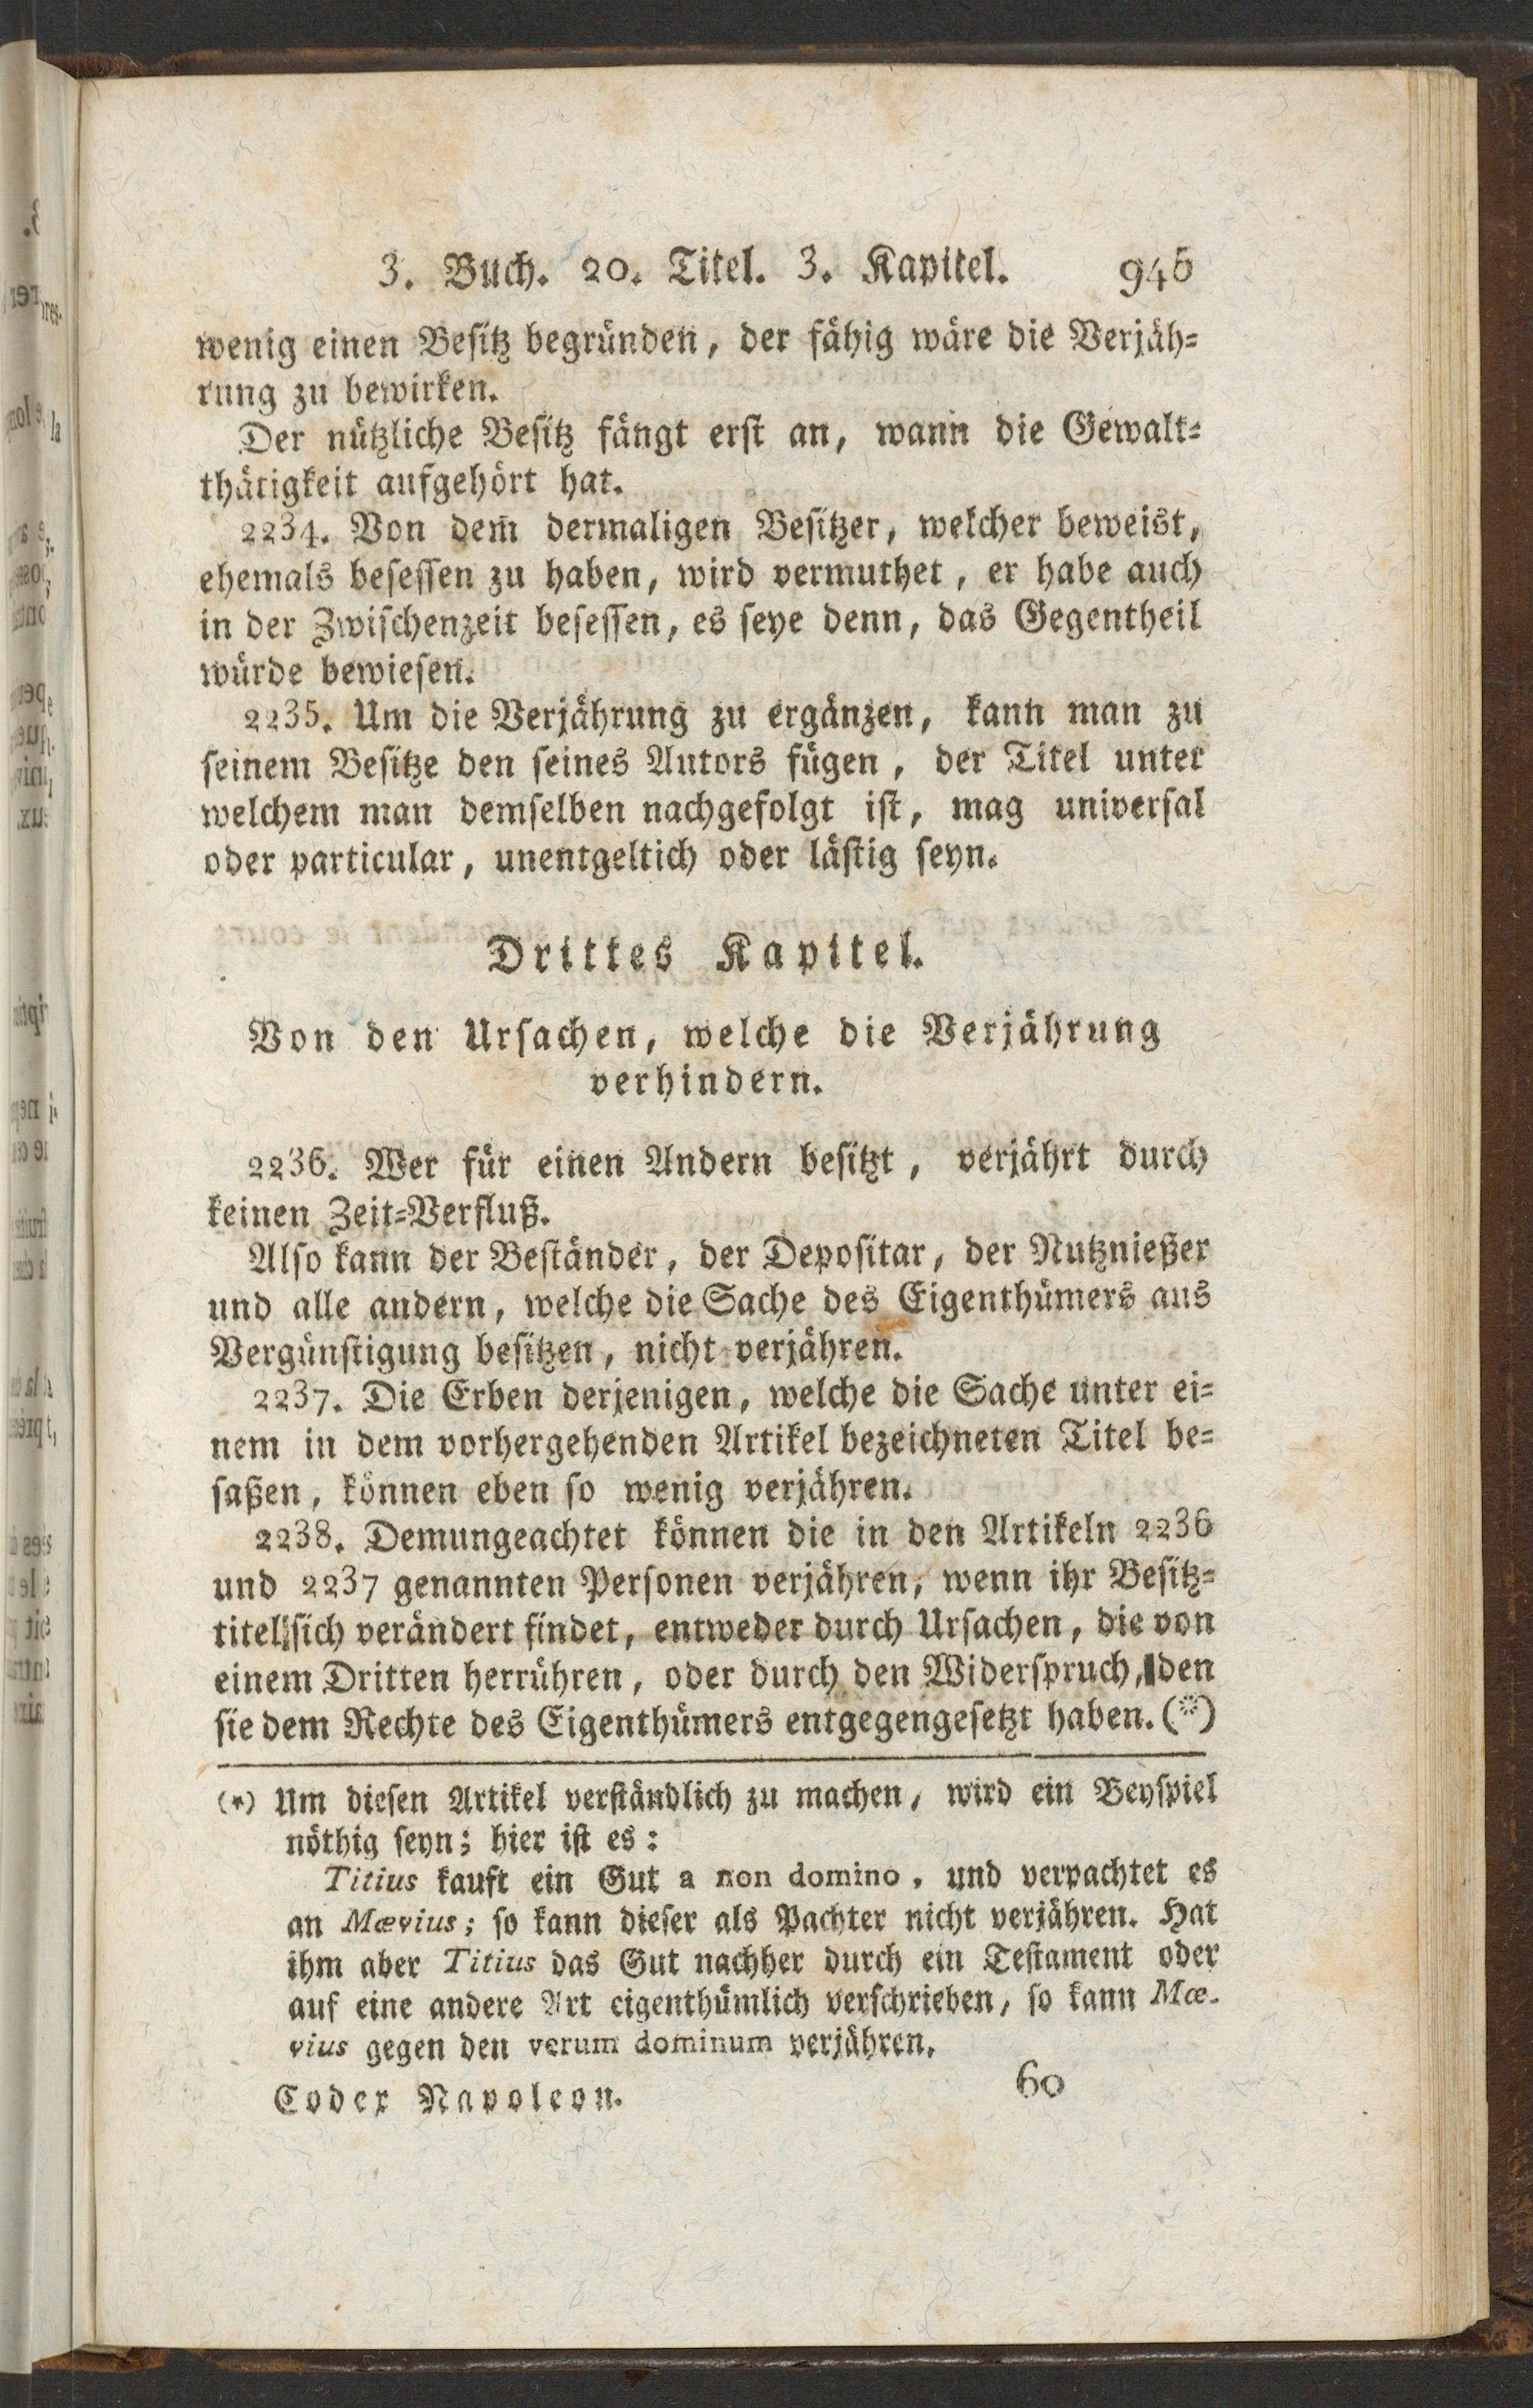 3. Buch. 20. Titel. 3. Kapitel. 945
wenig einen Besitz begründen, der fähig wäre die Verjäh-
rung zu bewirken.
Der nützliche Besitz fängt erst an, wann die Gewalt-
thätigkeit aufgehört hat.
2234. Von dem dermaligen Besitzer, welcher beweist,
ehemals besessen zu haben, wird vermuthet, er habe auch
in der Zwischenzeit besessen, es seye denn, das Gegentheil
würde bewiesen.
2235. Um die Verjährung zu ergänzen, kann man zu
seinem Besitze den seines Autors fügen, der Titel unter
welchem man demselben nachgefolgt ist, mag universal
oder particular, unentgeltich oder lästig seyn.
Drittes Kapitel.
Von den Ursachen, welche die Verjährung
verhindern.
2236. Wer für einen Andern besitzt, verjährt durch
keinen Zeit-Verfluß.
Also kann der Beständer, der Depositar, der Nutznießer
und alle andern, welche die Sache des Eigenthümers aus
Vergünstigung besitzen, nicht verjähren.
2237. Die Erben derjenigen, welche die Sache unter ei-
nem in dem vorhergehenden Artikel bezeichneten Titel be-
saßen, können eben so wenig verjähren.
2238. Demungeachtet können die in den Artikeln 2236
und 2237 genannten Personen verjähren, wenn ihr Besitz-
titel sich verändert findet, entweder durch Ursachen, die von
einem Dritten herrühren, oder durch den Widerspruch, den
sie dem Rechte des Eigenthümers entgegengesetzt haben. (*)
(*) Um diesen Artikel verständlich zu machen, wird ein Beyspiel
nöthig seyn; hier ist es:
Titius kauft ein Gut a non domino, und verpachtet es
an Mævius; so kann dieser als Pachter nicht verjähren. Hat
ihm aber Titius das Gut nachher durch ein Testament oder
auf eine andere Art eigenthümlich verschrieben, so kann Mæ-
vius gegen den verum dominum verjähren.
Codex Napoleon. 60